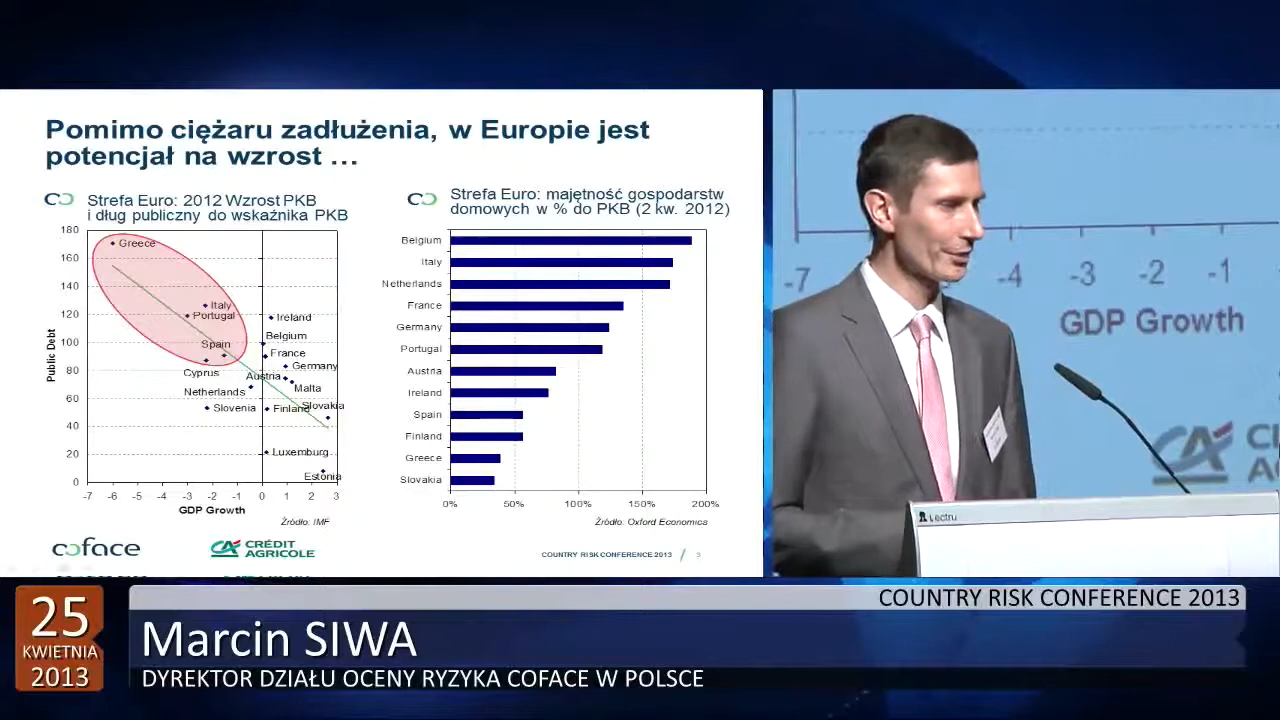 Pomimo ciężaru zadłużenia, w Europie jest
potencjał na wzrost ...
Strefa Euro: 2012 Wzrost PKB
i dług publiczny do wskaźnika PKB
180
160
140
120
100
80
60
40
20
0
Public Debt
Greece
Italy
Portugal
Ireland
Belgium
Spain
France
Germany
Cyprus
Austria
Malta
Netherlands
Slovenia
Finland
Slovakia
Luxemburg
Estonia
-7 -6 -5 -4 -3 -2 -1 0 1 2 3
GDP Growth
Źródło: IMF
Strefa Euro: majętność gospodarstw
domowych w % do PKB (2 kw. 2012)
Belgium
Italy
Netherlands
France
Germany
Portugal
Austria
Ireland
Spain
Finland
Greece
Slovakia
0% 50% 100% 150% 200%
Źródło: Oxford Economics
coface
CRÉDIT
AGRICOLE
COUNTRY RISK CONFERENCE 2013 / 9
-7 -4 -3 -2 -1
GDP Growth
Lectru
COUNTRY RISK CONFERENCE 2013
25
KWIETNIA
2013
Marcin SIWA
DYREKTOR DZIAŁU OCENY RYZYKA COFACE W POLSCE